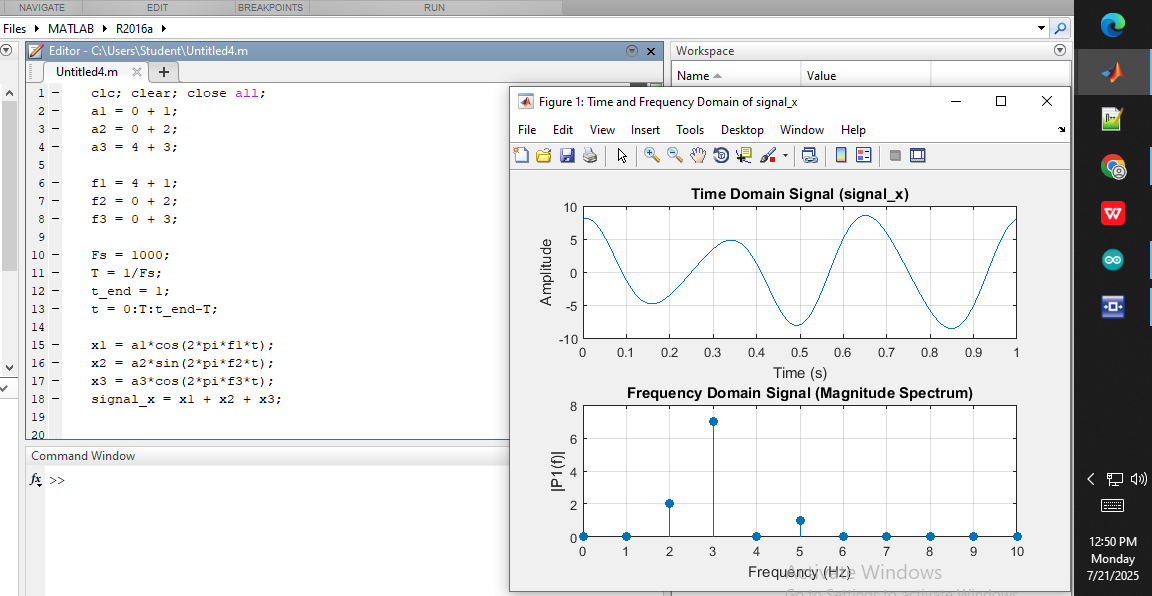 NAVIGATE EDIT BREAKPOINTS RUN
Files MATLAB R2016a
Editor - C:\Users\Student\Untitled4.m
Workspace
Untitled4.m
Name Value
1 clc; clear; close all;
2 a1 = 0 + 1;
3 a2 = 0 + 2;
4 a3 = 4 + 3;
5
6 f1 = 4 + 1;
7 f2 = 0 + 2;
8 f3 = 0 + 3;
9
10 Fs = 1000;
11 T = 1/Fs;
12 t_end = 1;
13 t = 0:T:t_end-T;
14
15 x1 = a1*cos(2*pi*f1*t);
16 x2 = a2*sin(2*pi*f2*t);
17 x3 = a3*cos(2*pi*f3*t);
18 signal_x = x1 + x2 + x3;
19
20
Command Window
fx >>
Figure 1: Time and Frequency Domain of signal_x
File Edit View Insert Tools Desktop Window Help
Time Domain Signal (signal_x)
Amplitude
10
5
0
-5
-10
0 0.1 0.2 0.3 0.4 0.5 0.6 0.7 0.8 0.9 1
Time (s)
Frequency Domain Signal (Magnitude Spectrum)
|P1(f)|
8
6
4
2
0
0 1 2 3 4 5 6 7 8 9 10
Frequency (Hz)
Activate Windows
Go to Settings to activate Windows
12:50 PM
Monday
7/21/2025